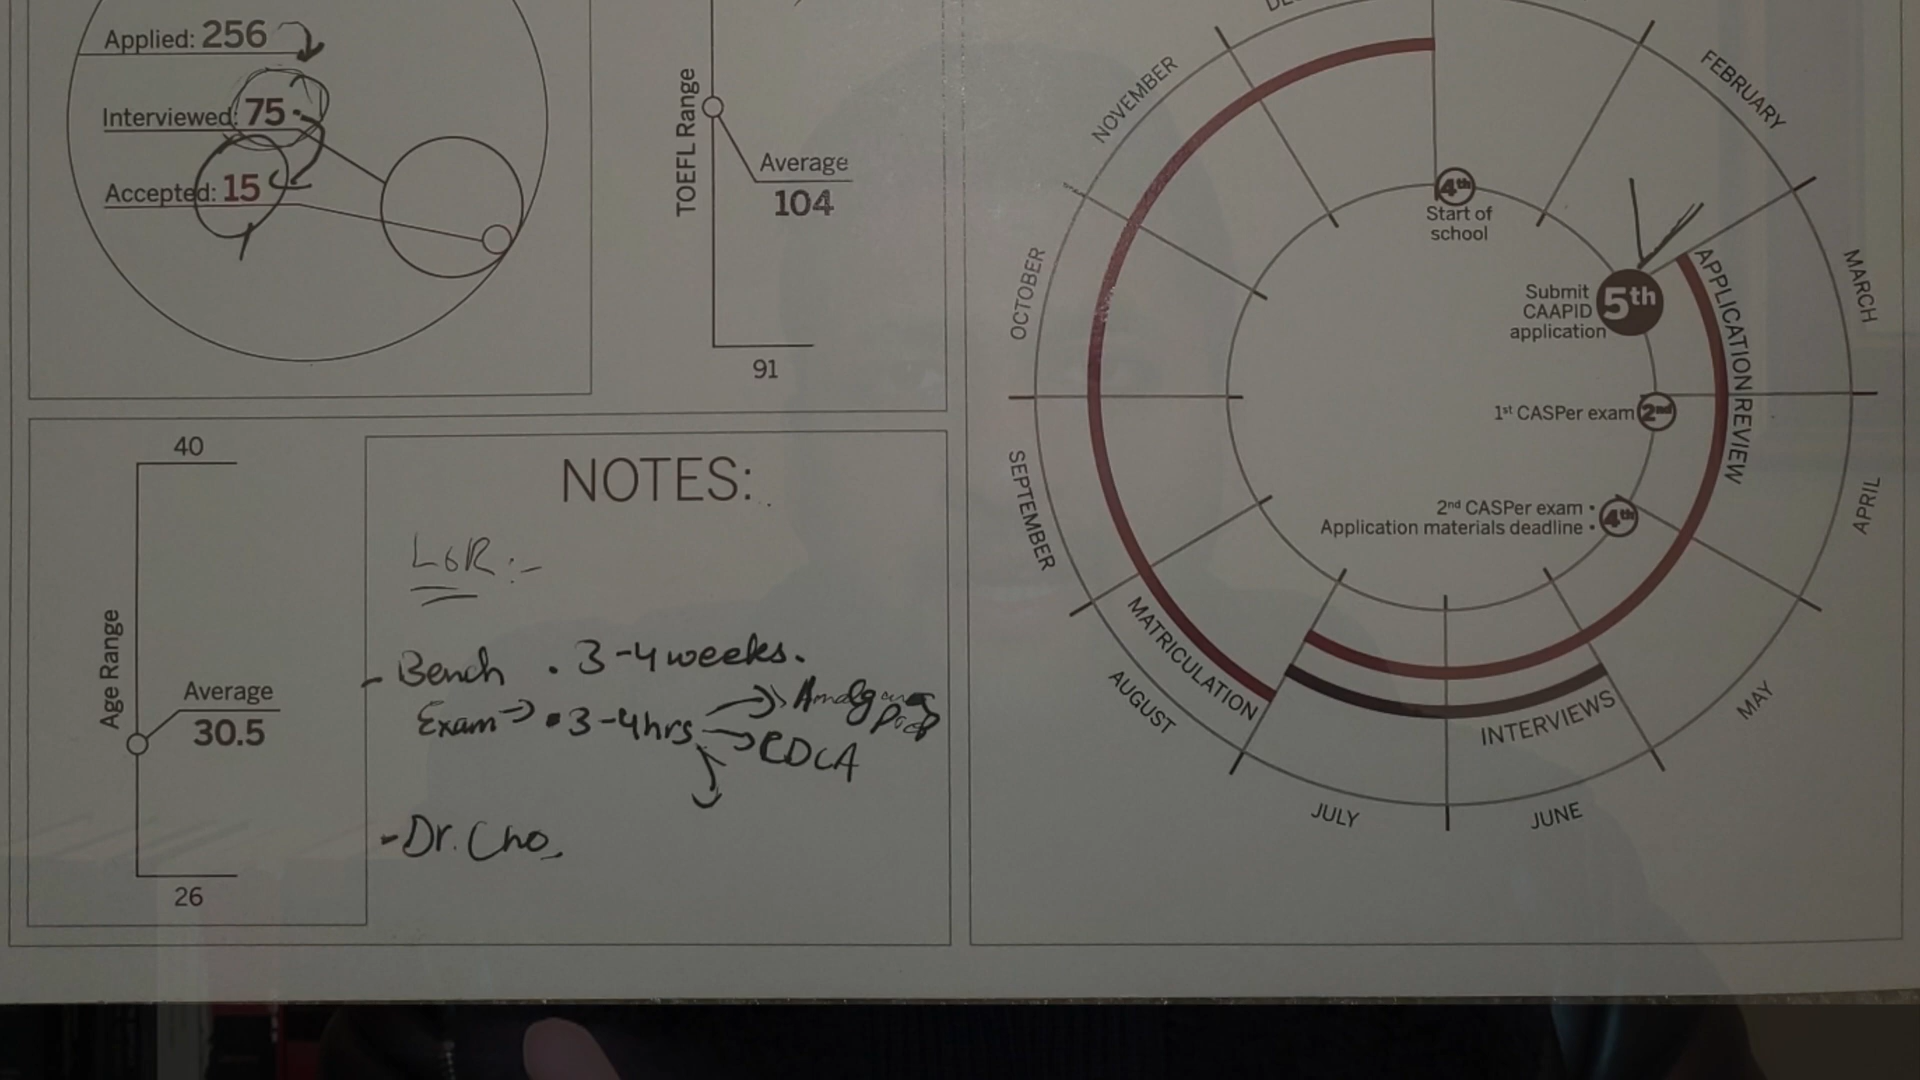 Applied: 256
Interviewed: 75
Accepted: 15
TOEFL Range
Average
104
91
40
Age Range
Average
30.5
26
NOTES:
LOR:-
- Bench . 3-4 weeks.
Exam → • 3-4 hrs → Amalgam
→ CDCA
- Dr. Cho
NOVEMBER
OCTOBER
SEPTEMBER
AUGUST
JULY
JUNE
MAY
APRIL
MARCH
FEBRUARY
4th
Start of
school
Submit
CAAPID
application
5th
1st CASPer exam
2nd
2nd CASPer exam •
Application materials deadline •
4th
APPLICATION REVIEW
INTERVIEWS
MATRICULATION